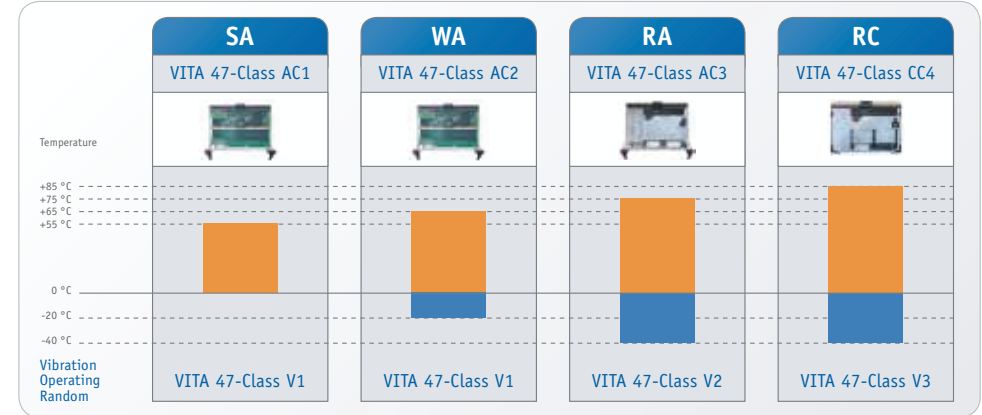 SA WA RA RC
VITA 47-Class AC1 VITA 47-Class AC2 VITA 47-Class AC3 VITA 47-Class CC4
Temperature
+85 °C
+75 °C
+65 °C
+55 °C
0 °C
-20 °C
-40 °C
Vibration
Operating
Random
VITA 47-Class V1 VITA 47-Class V1 VITA 47-Class V2 VITA 47-Class V3